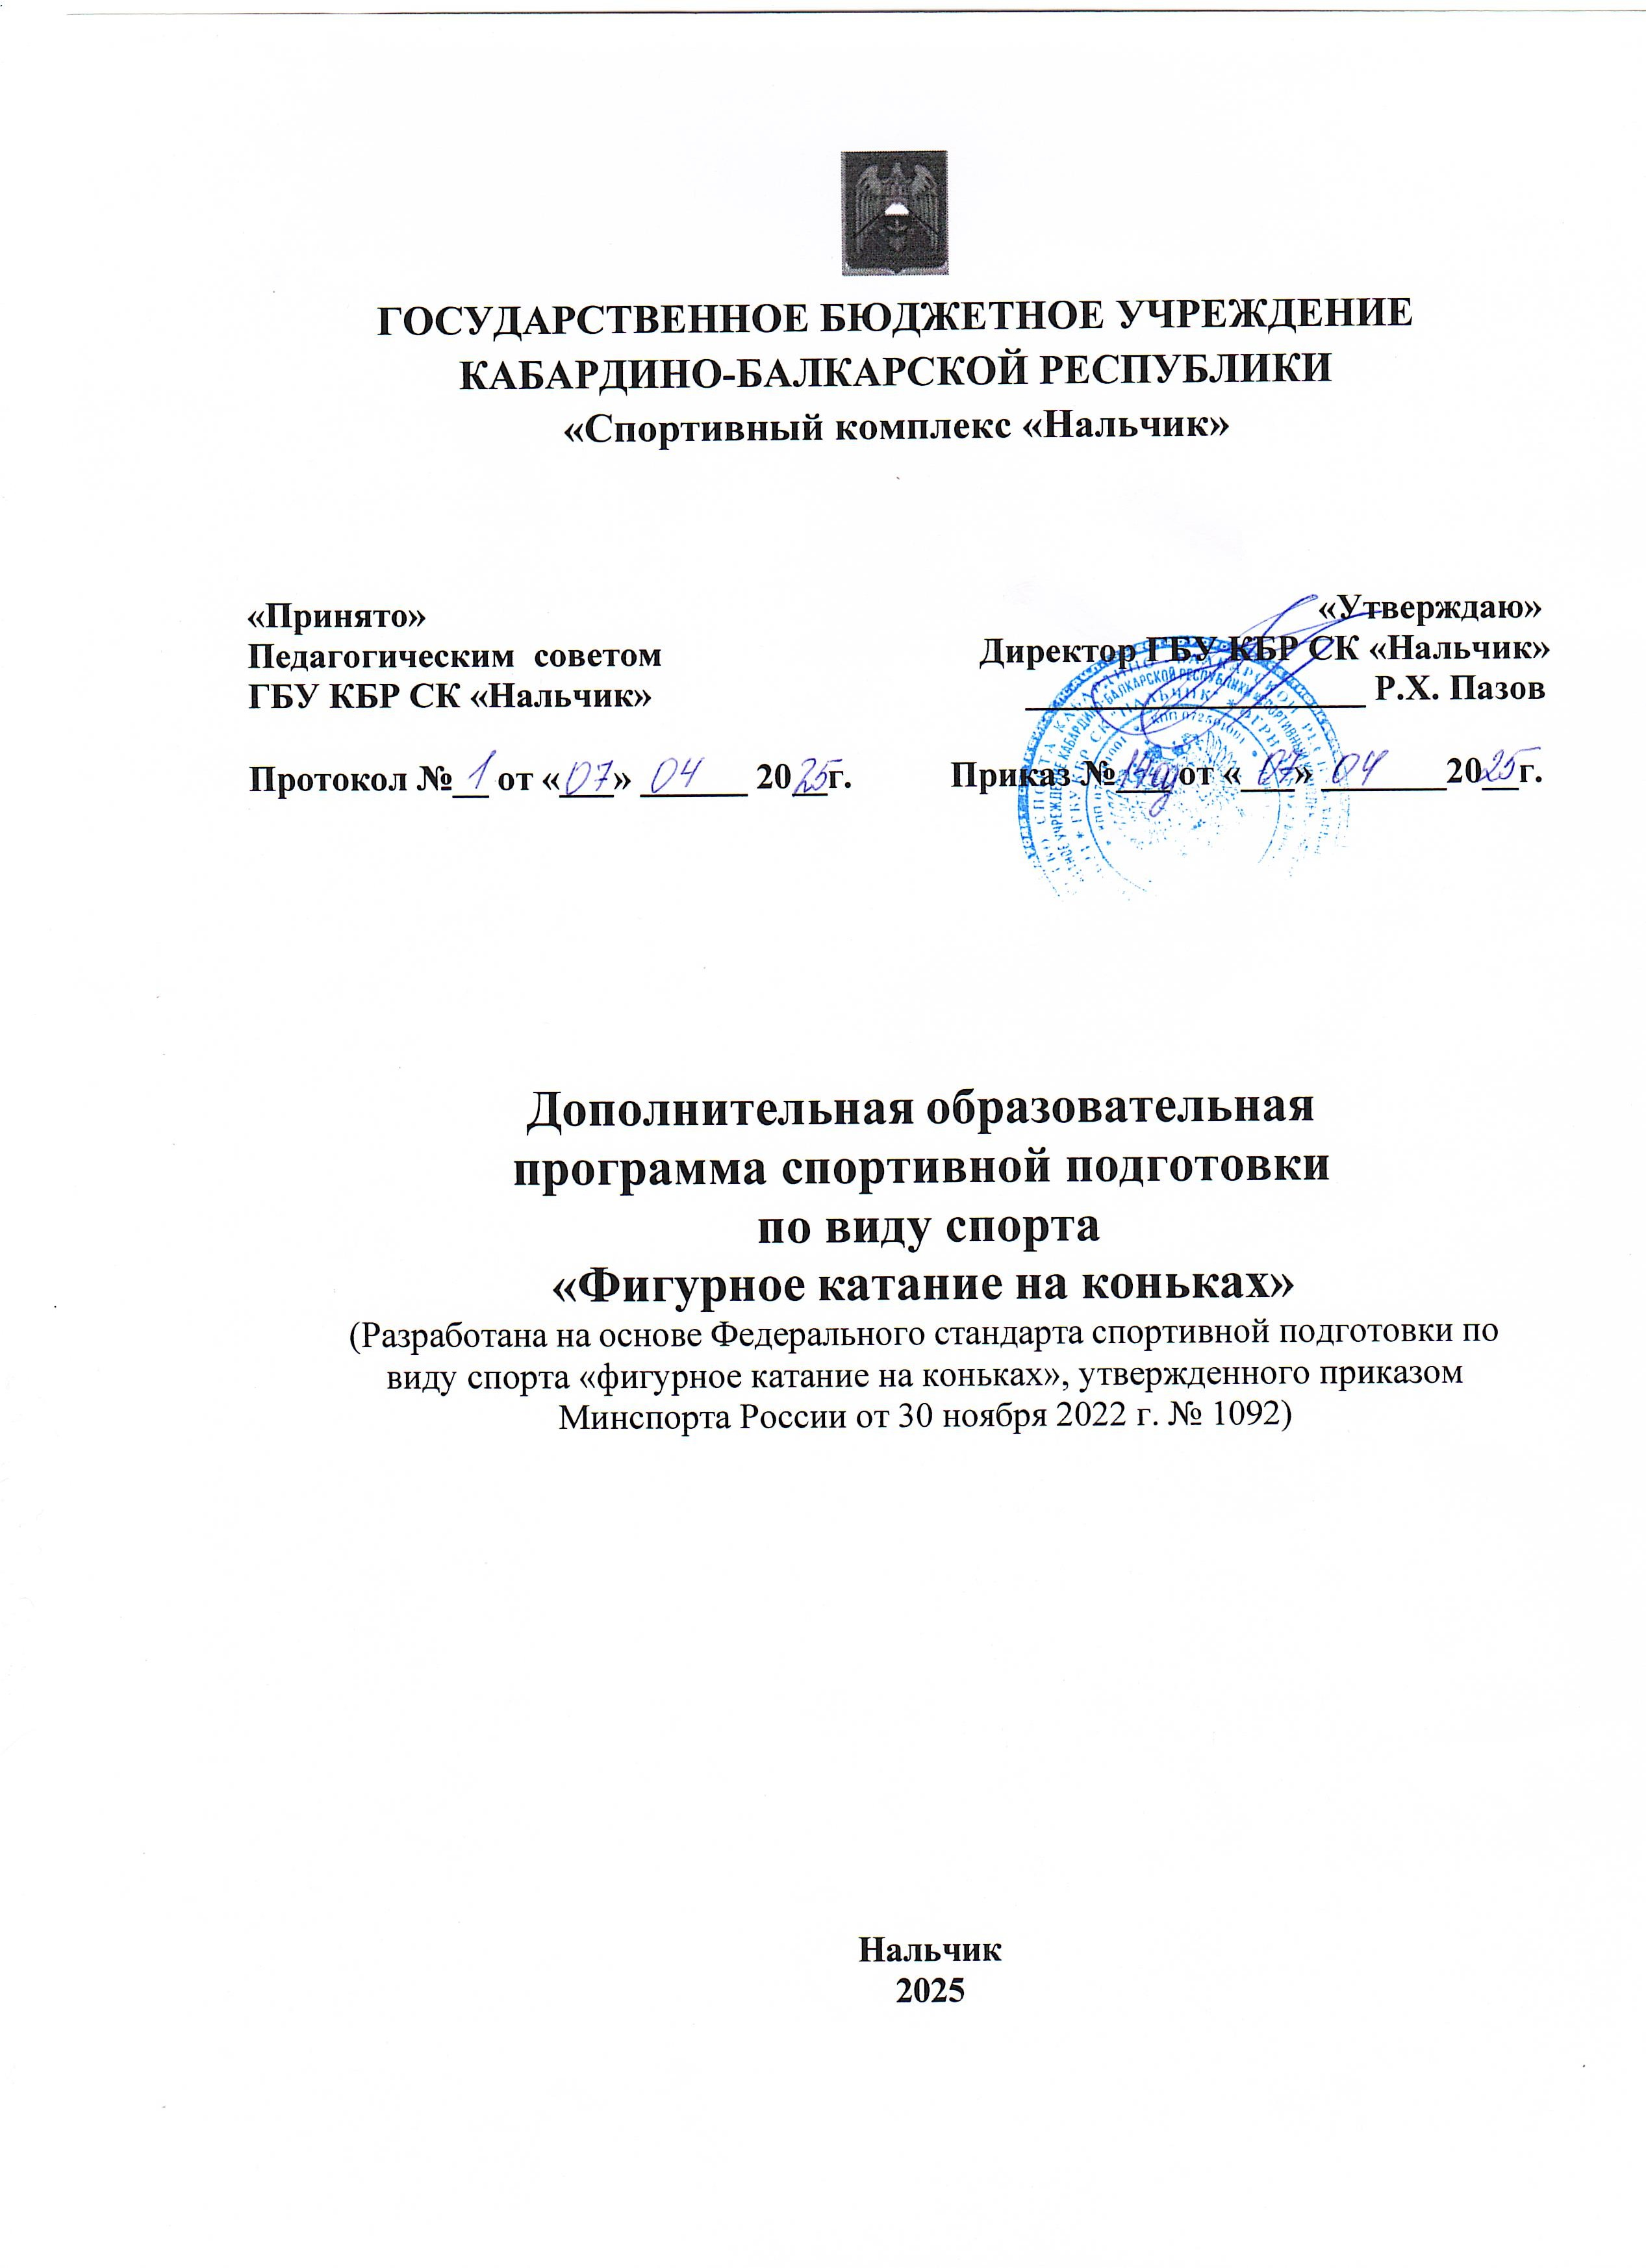 ГОСУДАРСТВЕННОЕ БЮДЖЕТНОЕ УЧРЕЖДЕНИЕ
КАБАРДИНО-БАЛКАРСКОЙ РЕСПУБЛИКИ
«Спортивный комплекс «Нальчик»
«Принято»
Педагогическим советом
ГБУ КБР СК «Нальчик»
Протокол № 1 от «07» 04 2025г.
«Утверждаю»
Директор ГБУ КБР СК «Нальчик»
Р.Х. Пазов
Приказ № от «07» 04 2025г.
Дополнительная образовательная
программа спортивной подготовки
по виду спорта
«Фигурное катание на коньках»
(Разработана на основе Федерального стандарта спортивной подготовки по
виду спорта «фигурное катание на коньках», утвержденного приказом
Минспорта России от 30 ноября 2022 г. № 1092)
Нальчик
2025